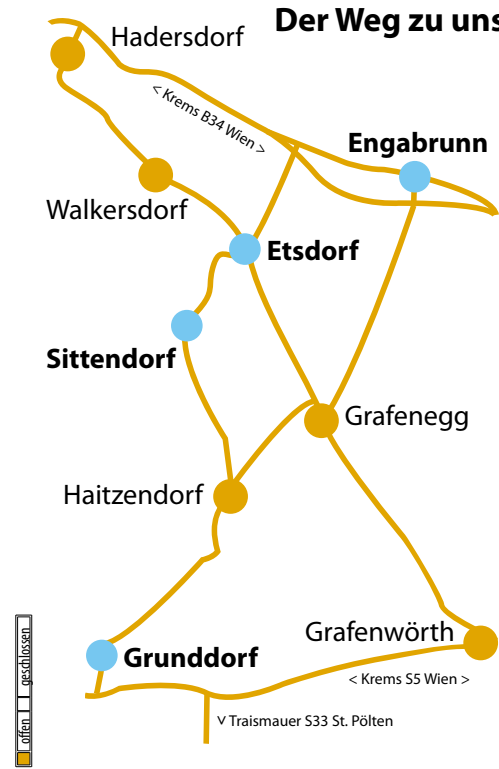 Der Weg zu uns
Hadersdorf
< Krems B34 Wien >
Engabrunn
Walkersdorf
Etsdorf
Sittendorf
Grafenegg
Haitzendorf
Grafenwörth
Grunddorf
< Krems S5 Wien >
< Traismauer S33 St. Pölten
offen
geschlossen